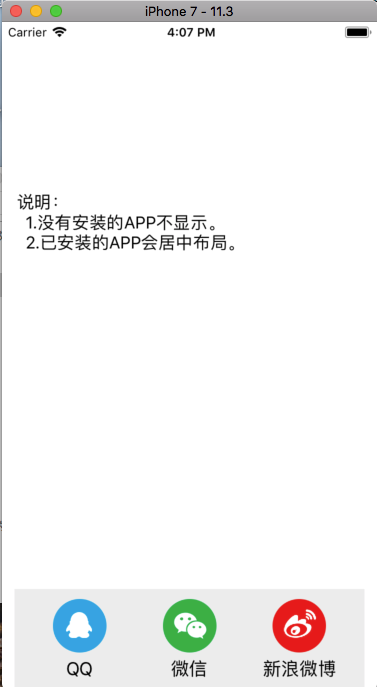 iPhone 7 - 11.3
Carrier 4:07 PM
说明：
1.没有安装的APP不显示。
2.已安装的APP会居中布局。
QQ 微信 新浪微博